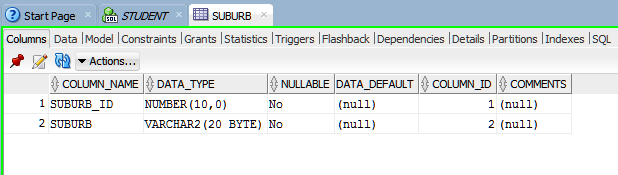 Start Page STUDENT SUBURB
Columns Data Model Constraints Grants Statistics Triggers Flashback Dependencies Details Partitions Indexes SQL
Actions...
COLUMN_NAME DATA_TYPE NULLABLE DATA_DEFAULT COLUMN_ID COMMENTS
1 SUBURB_ID NUMBER(10,0) No (null) 1 (null)
2 SUBURB VARCHAR2(20 BYTE) No (null) 2 (null)